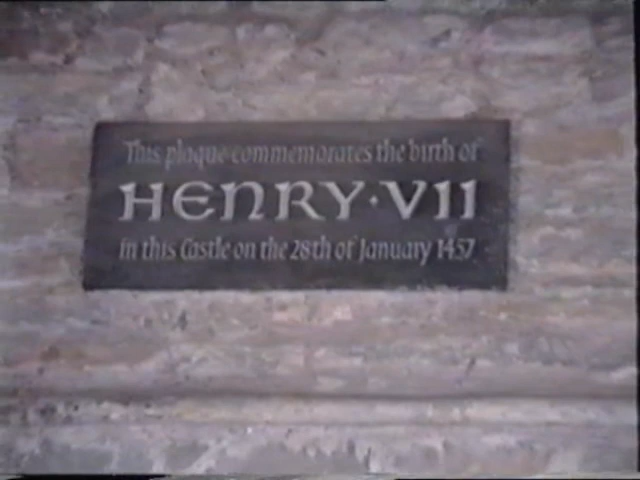 This plaque commemorates the birth of
HENRY·VII
in this Castle on the 28th of January 1457